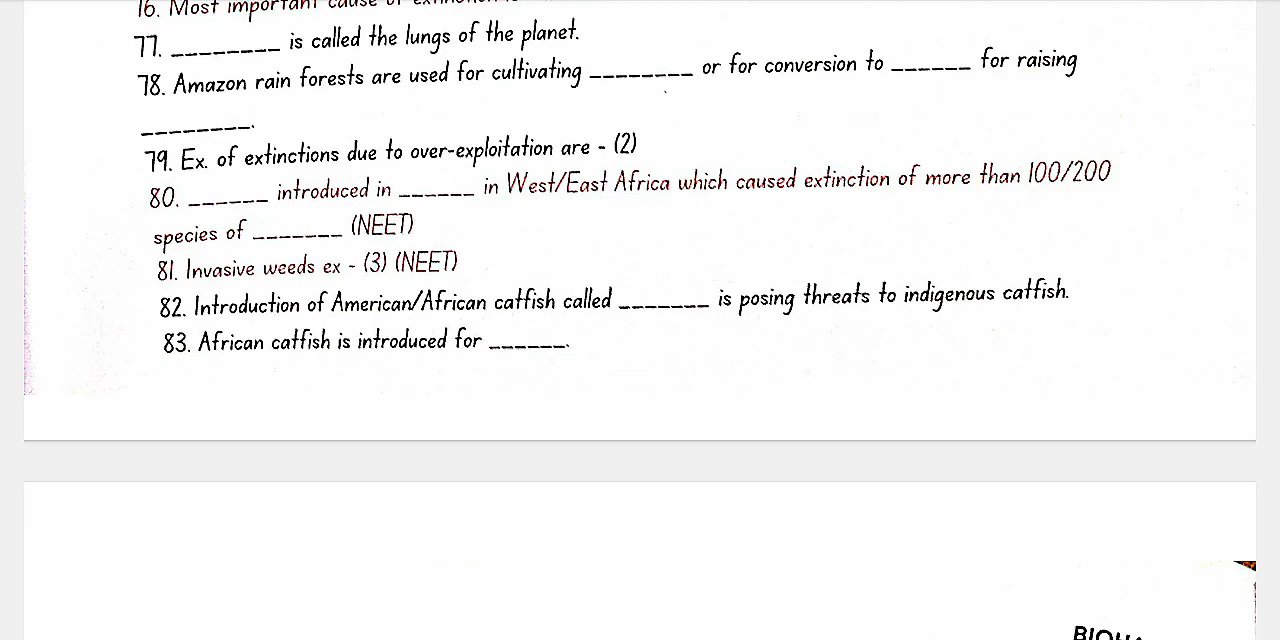 16. Most important cause of extinction
77. ________ is called the lungs of the planet.
78. Amazon rain forests are used for cultivating ________ or for conversion to ______ for raising
________.
79. Ex. of extinctions due to over-exploitation are - (2)
80. ______ introduced in ______ in West/East Africa which caused extinction of more than 100/200
species of _______ (NEET)
81. Invasive weeds ex - (3) (NEET)
82. Introduction of American/African catfish called _______ is posing threats to indigenous catfish.
83. African catfish is introduced for ______.